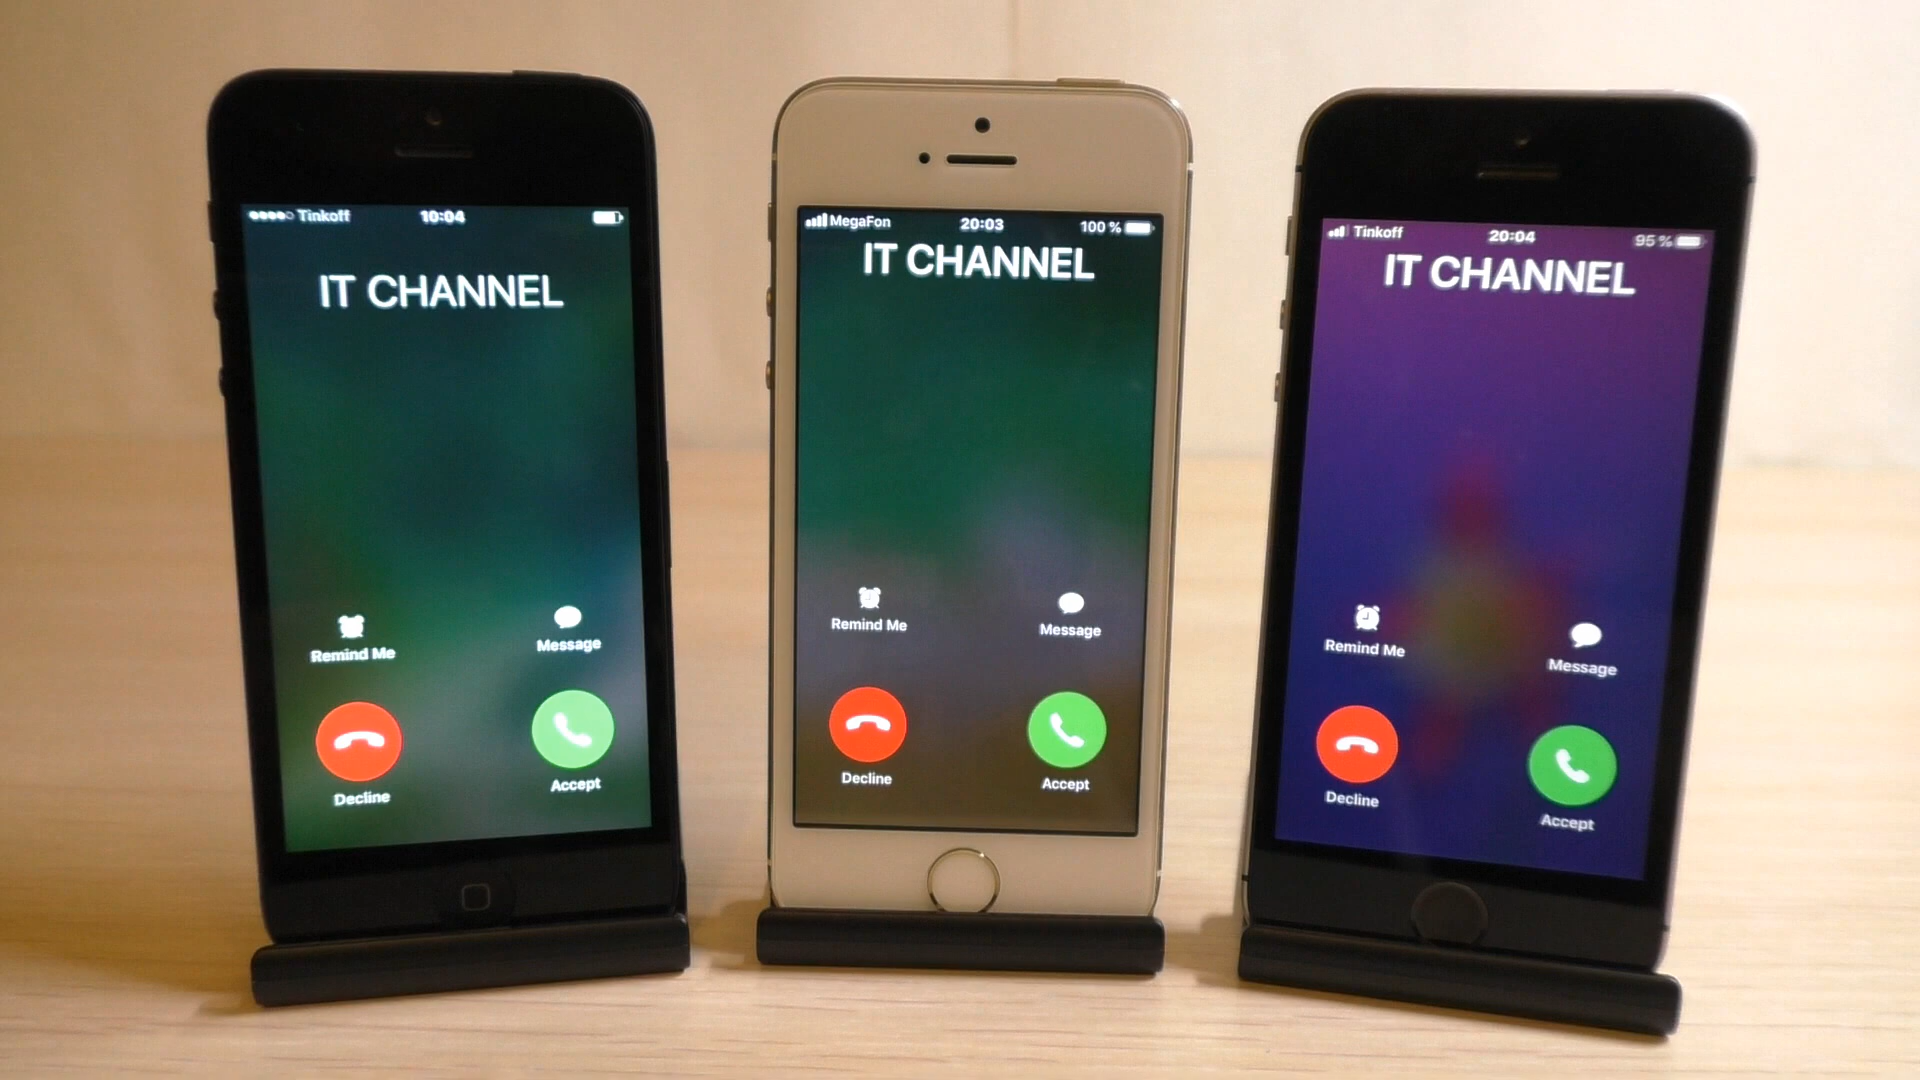 Tinkoff 10:04
IT CHANNEL
Remind Me Message
Decline Accept
MegaFon 20:03 100 %
IT CHANNEL
Remind Me Message
Decline Accept
Tinkoff 20:04 95 %
IT CHANNEL
Remind Me Message
Decline Accept